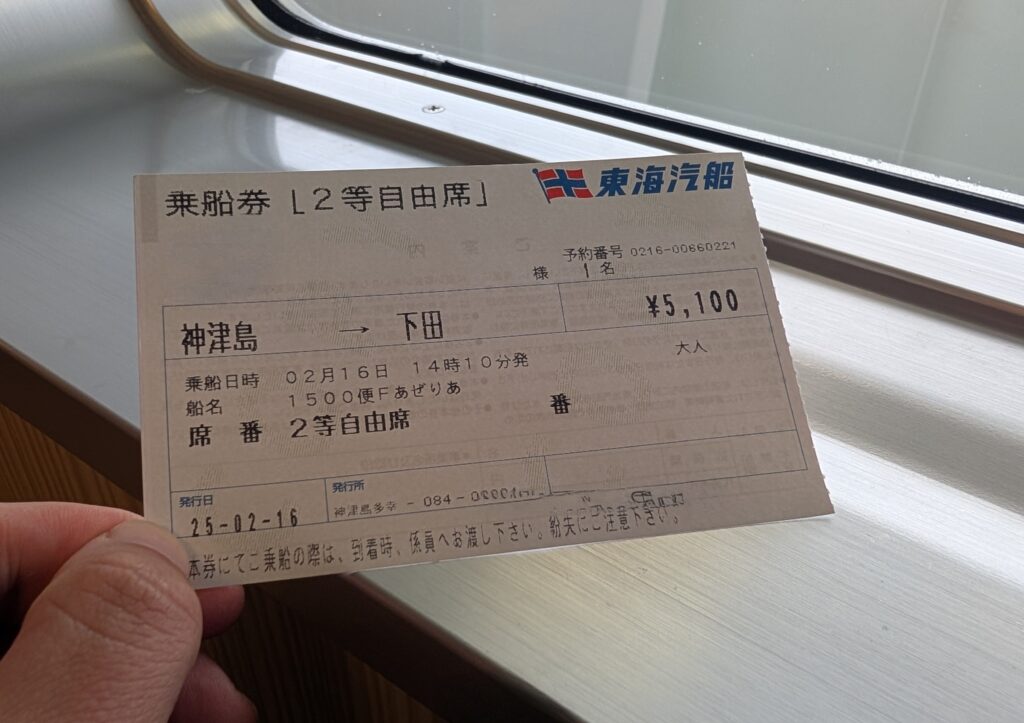 乗船券［２等自由席］
東海汽船
予約番号 0216-00660221
様 1 名
神津島 → 下田 ¥5,100
乗船日時 ０２月１６日 １４時１０分発 大人
船名 １５００便Fあぜりあ
席 番 ２等自由席 番
発行日 発行所
25-02-16 神津島多幸－084－
本券にてご乗船の際は、到着時、係員へお渡し下さい。紛失にご注意下さい。